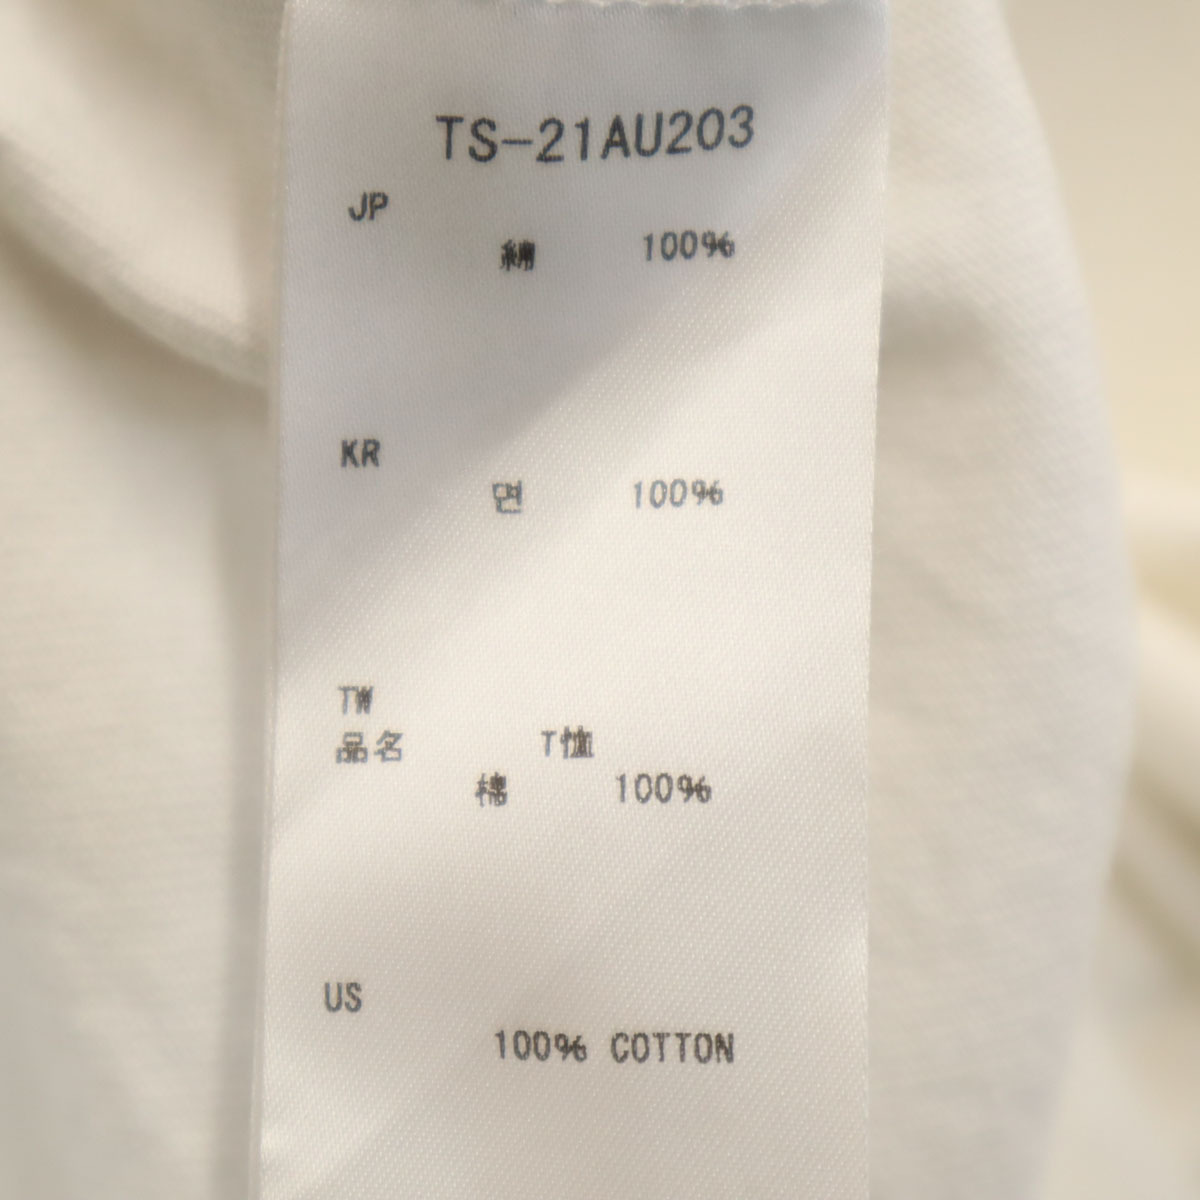 TS-21AU203
JP
綿 100%
KR
면 100%
TW
品名 T恤
棉 100%
US
100% COTTON